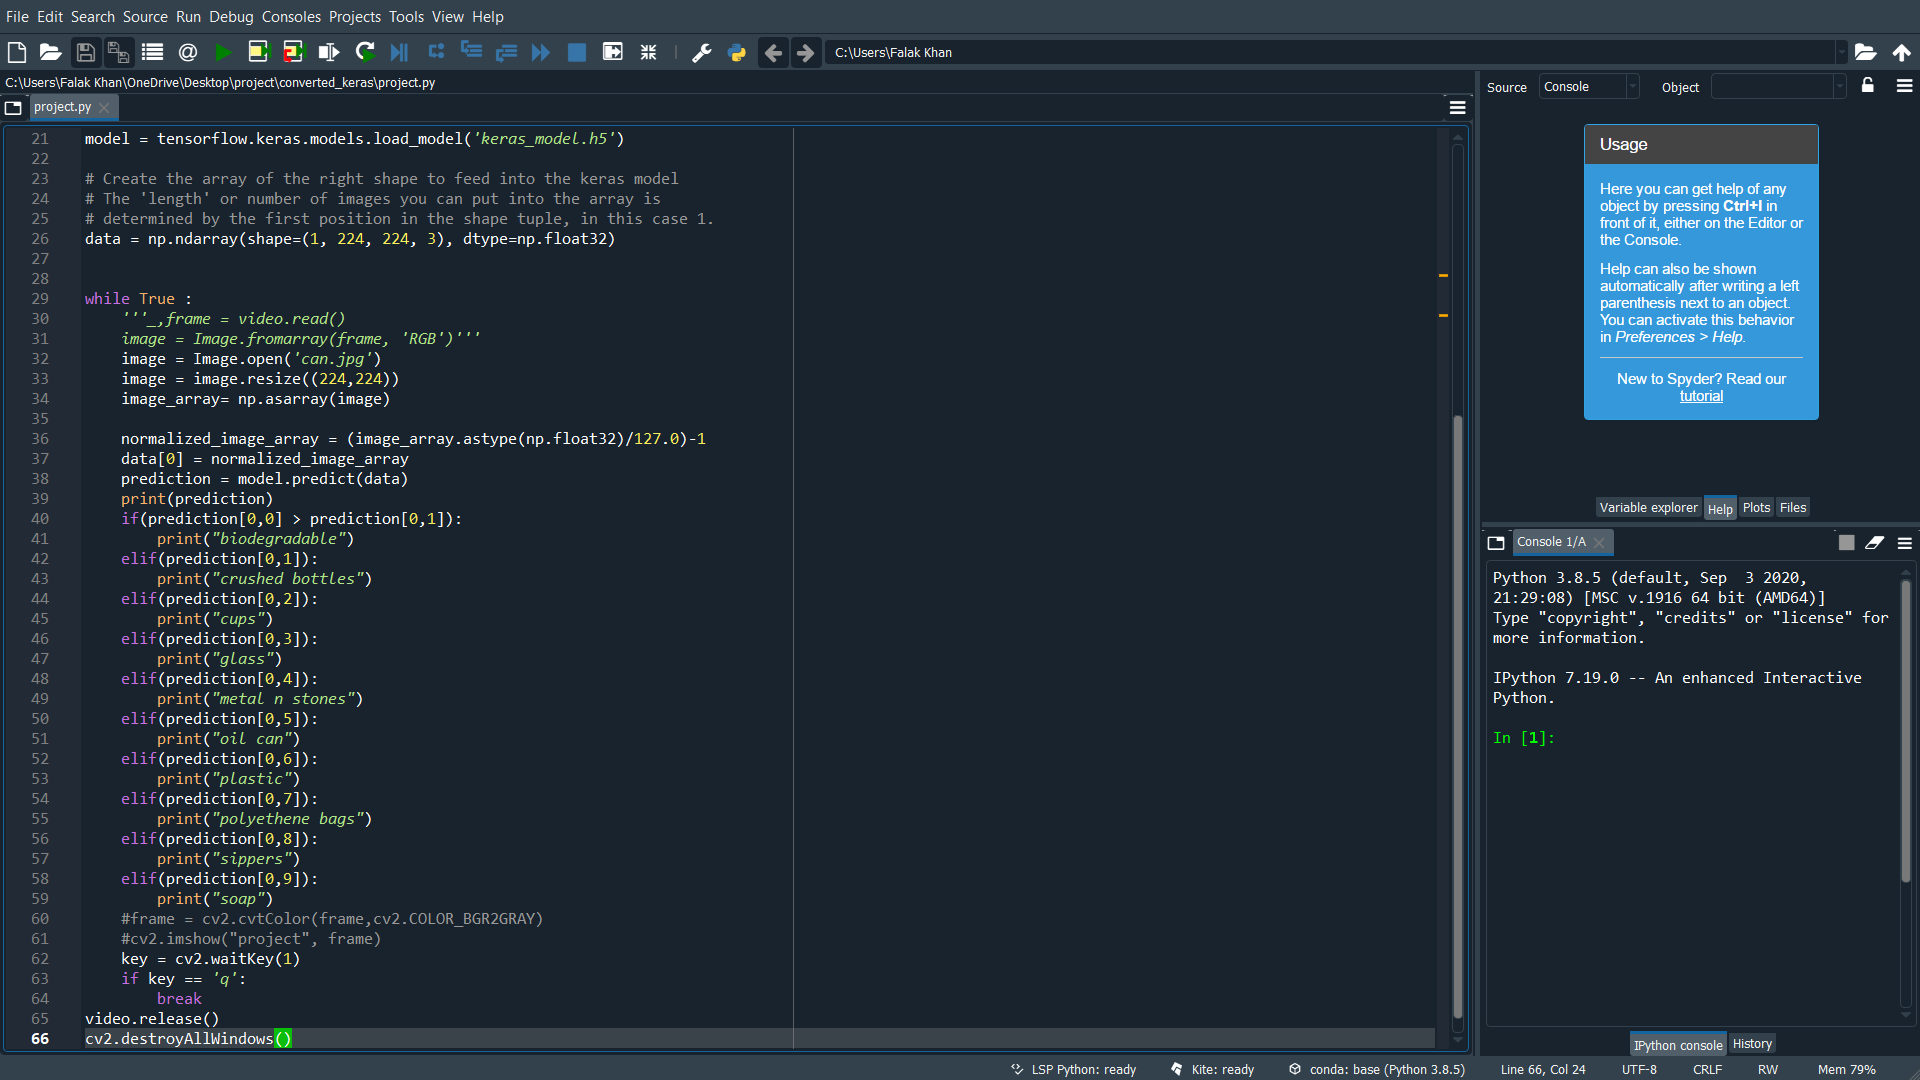 File Edit Search Source Run Debug Consoles Projects Tools View Help
C:\Users\Falak Khan
C:\Users\Falak Khan\OneDrive\Desktop\project\converted_keras\project.py
project.py
21 model = tensorflow.keras.models.load_model('keras_model.h5')
22
23 # Create the array of the right shape to feed into the keras model
24 # The 'length' or number of images you can put into the array is
25 # determined by the first position in the shape tuple, in this case 1.
26 data = np.ndarray(shape=(1, 224, 224, 3), dtype=np.float32)
27
28
29 while True :
30     '''_,frame = video.read()
31     image = Image.fromarray(frame, 'RGB')'''
32     image = Image.open('can.jpg')
33     image = image.resize((224,224))
34     image_array= np.asarray(image)
35
36     normalized_image_array = (image_array.astype(np.float32)/127.0)-1
37     data[0] = normalized_image_array
38     prediction = model.predict(data)
39     print(prediction)
40     if(prediction[0,0] > prediction[0,1]):
41         print("biodegradable")
42     elif(prediction[0,1]):
43         print("crushed bottles")
44     elif(prediction[0,2]):
45         print("cups")
46     elif(prediction[0,3]):
47         print("glass")
48     elif(prediction[0,4]):
49         print("metal n stones")
50     elif(prediction[0,5]):
51         print("oil can")
52     elif(prediction[0,6]):
53         print("plastic")
54     elif(prediction[0,7]):
55         print("polyethene bags")
56     elif(prediction[0,8]):
57         print("sippers")
58     elif(prediction[0,9]):
59         print("soap")
60     #frame = cv2.cvtColor(frame,cv2.COLOR_BGR2GRAY)
61     #cv2.imshow("project", frame)
62     key = cv2.waitKey(1)
63     if key == 'q':
64         break
65 video.release()
66 cv2.destroyAllWindows()
Source Console Object
Usage
Here you can get help of any
object by pressing Ctrl+I in
front of it, either on the Editor or
the Console.
Help can also be shown
automatically after writing a left
parenthesis next to an object.
You can activate this behavior
in Preferences > Help.
New to Spyder? Read our
tutorial
Variable explorer Help Plots Files
Console 1/A
Python 3.8.5 (default, Sep  3 2020,
21:29:08) [MSC v.1916 64 bit (AMD64)]
Type "copyright", "credits" or "license" for
more information.
IPython 7.19.0 -- An enhanced Interactive
Python.
In [1]:
IPython console History
LSP Python: ready Kite: ready conda: base (Python 3.8.5) Line 66, Col 24 UTF-8 CRLF RW Mem 79%